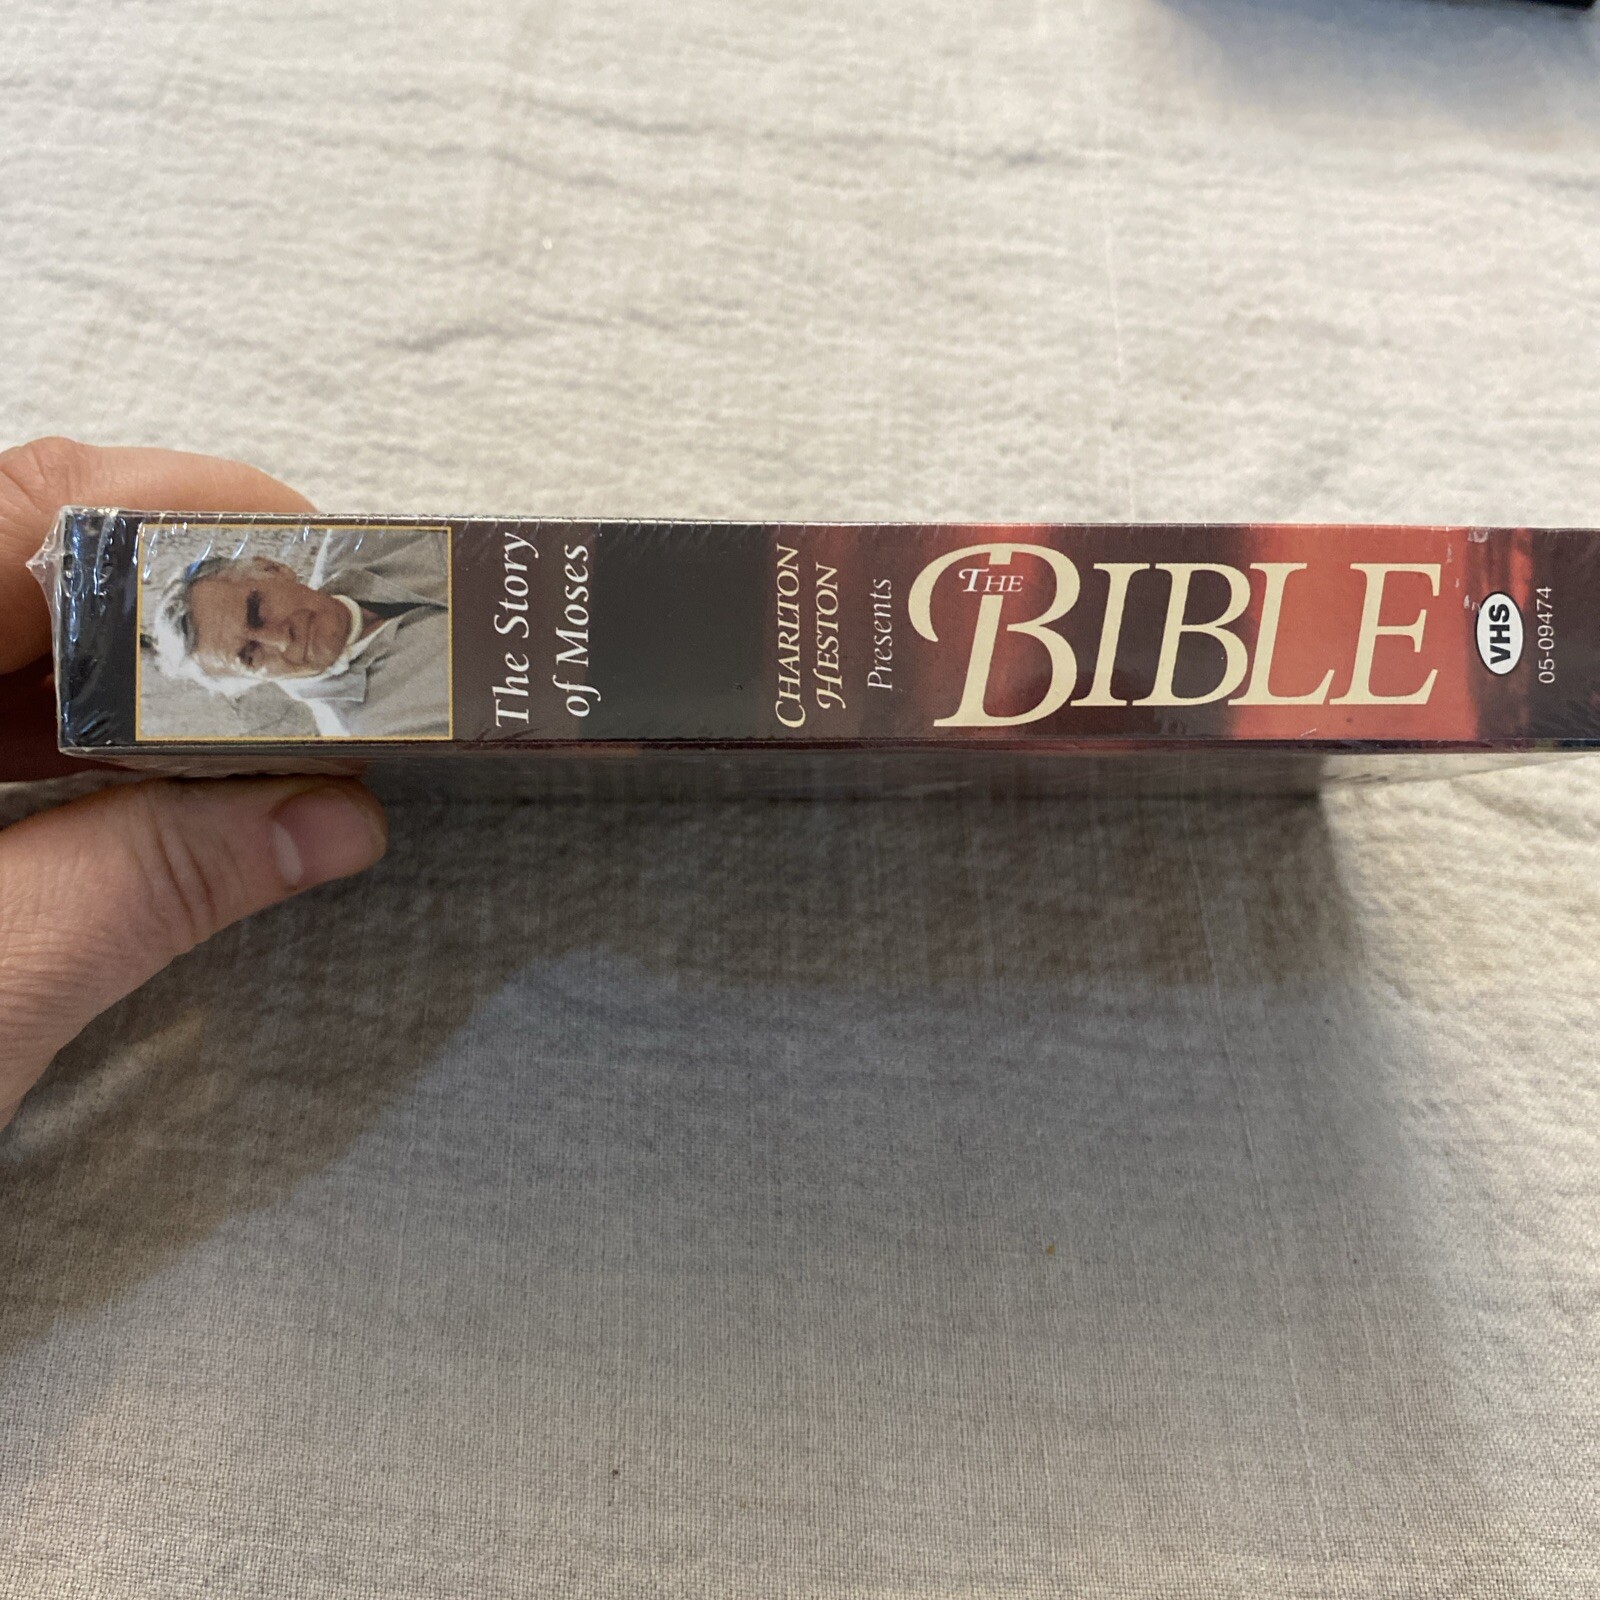 The Story
of Moses
CHARLTON
HESTON
Presents
THE
BIBLE
VHS
05-09474